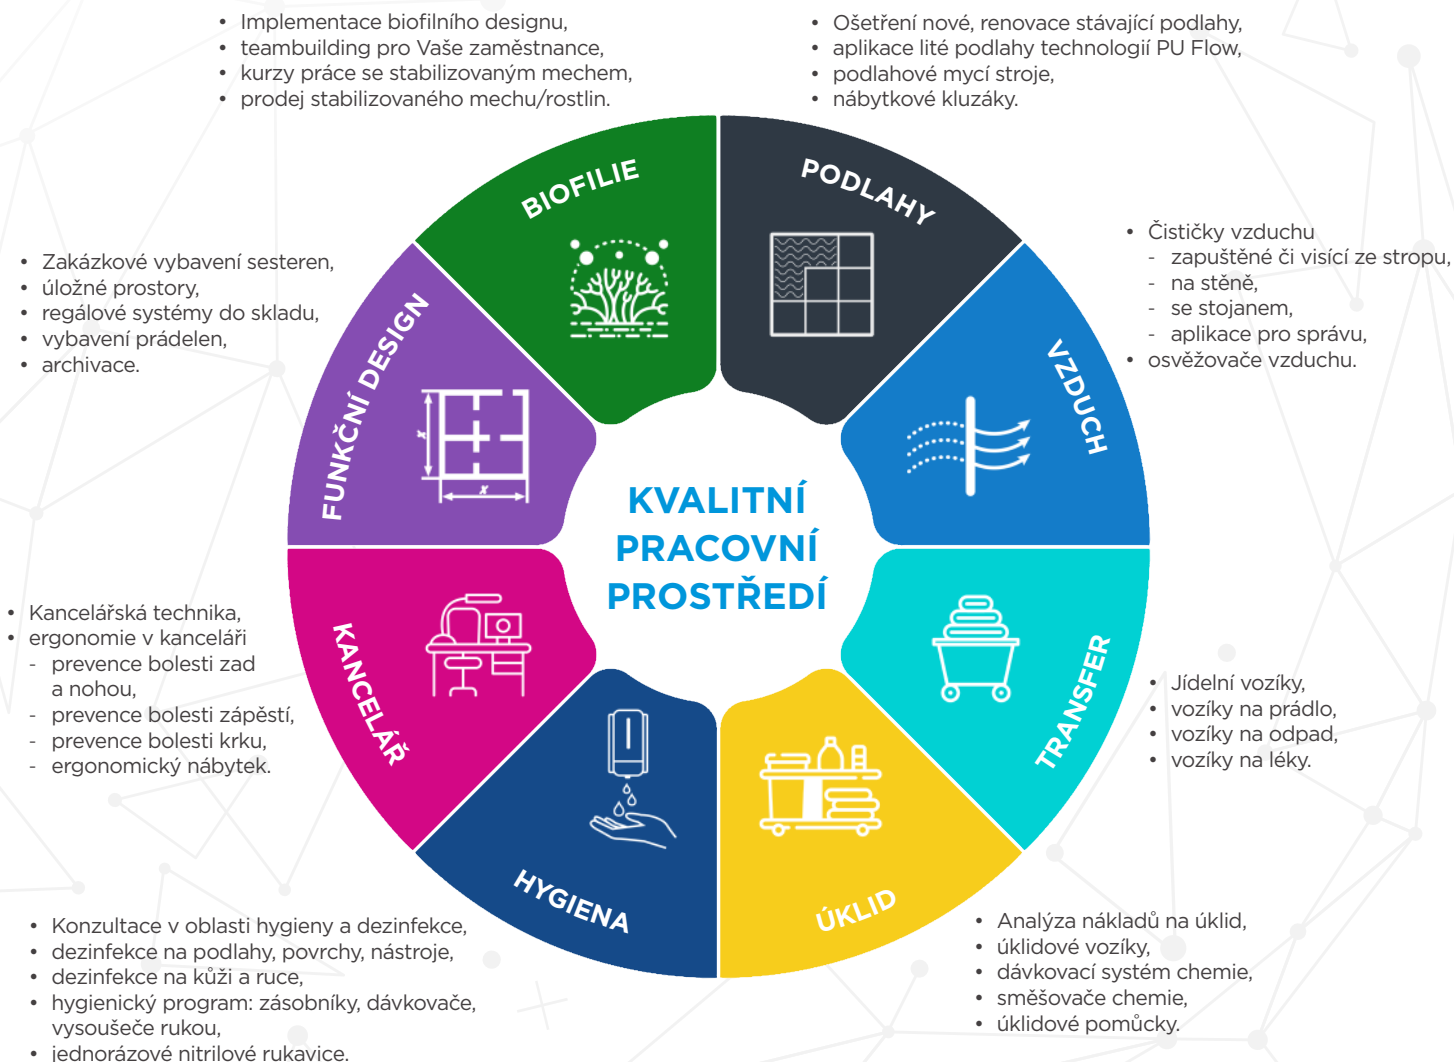 • Implementace biofilního designu,
• teambuilding pro Vaše zaměstnance,
• kurzy práce se stabilizovaným mechem,
• prodej stabilizovaného mechu/rostlin.
• Ošetření nové, renovace stávající podlahy,
• aplikace lité podlahy technologií PU Flow,
• podlahové mycí stroje,
• nábytkové kluzáky.
BIOFILIE
PODLAHY
• Zakázkové vybavení sesteren,
• úložné prostory,
• regálové systémy do skladu,
• vybavení prádelen,
• archivace.
FUNKČNÍ DESIGN
x
x
VZDUCH
• Čističky vzduchu
- zapuštěné či visící ze stropu,
- na stěně,
- se stojanem,
- aplikace pro správu,
• osvěžovače vzduchu.
KVALITNÍ
PRACOVNÍ
PROSTŘEDÍ
• Kancelářská technika,
• ergonomie v kanceláři
- prevence bolesti zad
a nohou,
- prevence bolesti zápěstí,
- prevence bolesti krku,
- ergonomický nábytek.
KANCELÁŘ
TRANSFER
• Jídelní vozíky,
• vozíky na prádlo,
• vozíky na odpad,
• vozíky na léky.
HYGIENA
ÚKLID
• Konzultace v oblasti hygieny a dezinfekce,
• dezinfekce na podlahy, povrchy, nástroje,
• dezinfekce na kůži a ruce,
• hygienický program: zásobníky, dávkovače,
vysoušeče rukou,
• jednorázové nitrilové rukavice.
• Analýza nákladů na úklid,
• úklidové vozíky,
• dávkovací systém chemie,
• směšovače chemie,
• úklidové pomůcky.